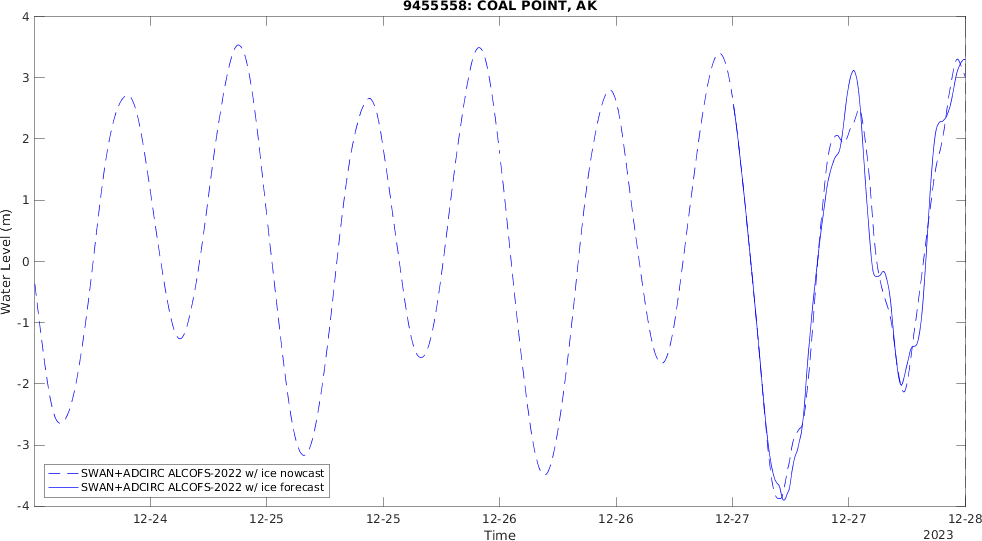 9455558: COAL POINT, AK
4
3
2
1
0
-1
-2
-3
-4
Water Level (m)
SWAN+ADCIRC ALCOFS-2022 w/ ice nowcast
SWAN+ADCIRC ALCOFS-2022 w/ ice forecast
12-24 12-25 12-25 12-26 12-26 12-27 12-27 12-28
Time
2023